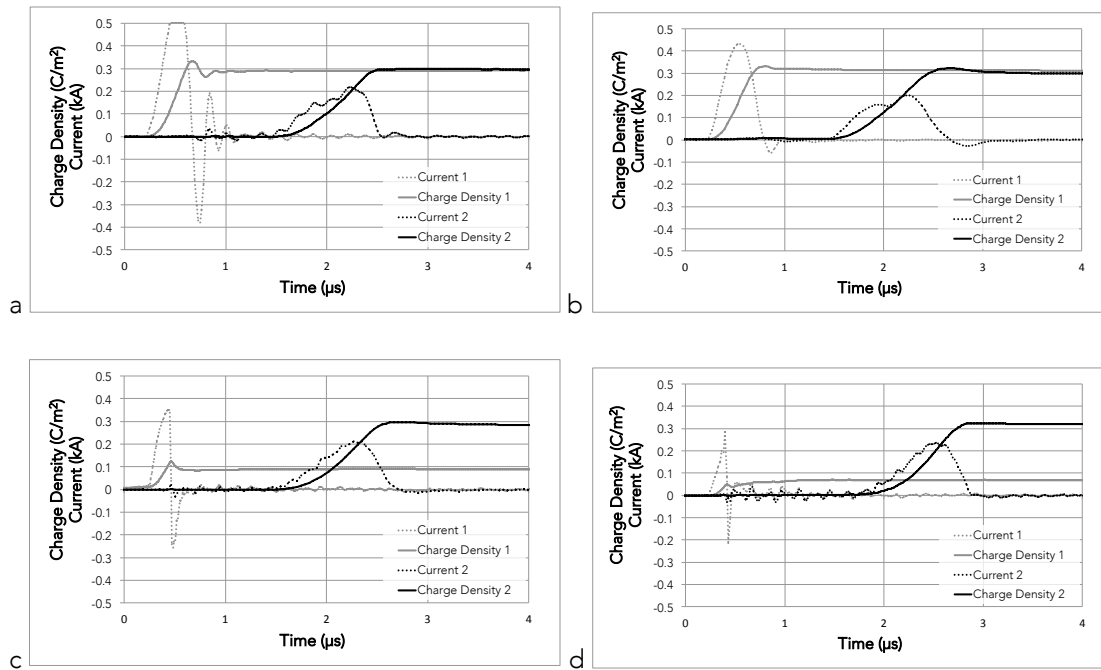 Charge Density (C/m²)
Current (kA)
0.5
0.4
0.3
0.2
0.1
0
-0.1
-0.2
-0.3
-0.4
-0.5
Current 1
Charge Density 1
Current 2
Charge Density 2
0 1 2 3 4
Time (µs)
a
Charge Density (C/m²)
Current (kA)
0.5
0.4
0.3
0.2
0.1
0
-0.1
-0.2
-0.3
-0.4
-0.5
Current 1
Charge Density 1
Current 2
Charge Density 2
0 1 2 3 4
Time (µs)
b
Charge Density (C/m²)
Current (kA)
0.5
0.4
0.3
0.2
0.1
0
-0.1
-0.2
-0.3
-0.4
-0.5
Current 1
Charge Density 1
Current 2
Charge Density 2
0 1 2 3 4
Time (µs)
c
Charge Density (C/m²)
Current (kA)
0.5
0.4
0.3
0.2
0.1
0
-0.1
-0.2
-0.3
-0.4
-0.5
Current 1
Charge Density 1
Current 2
Charge Density 2
0 1 2 3 4
Time (µs)
d